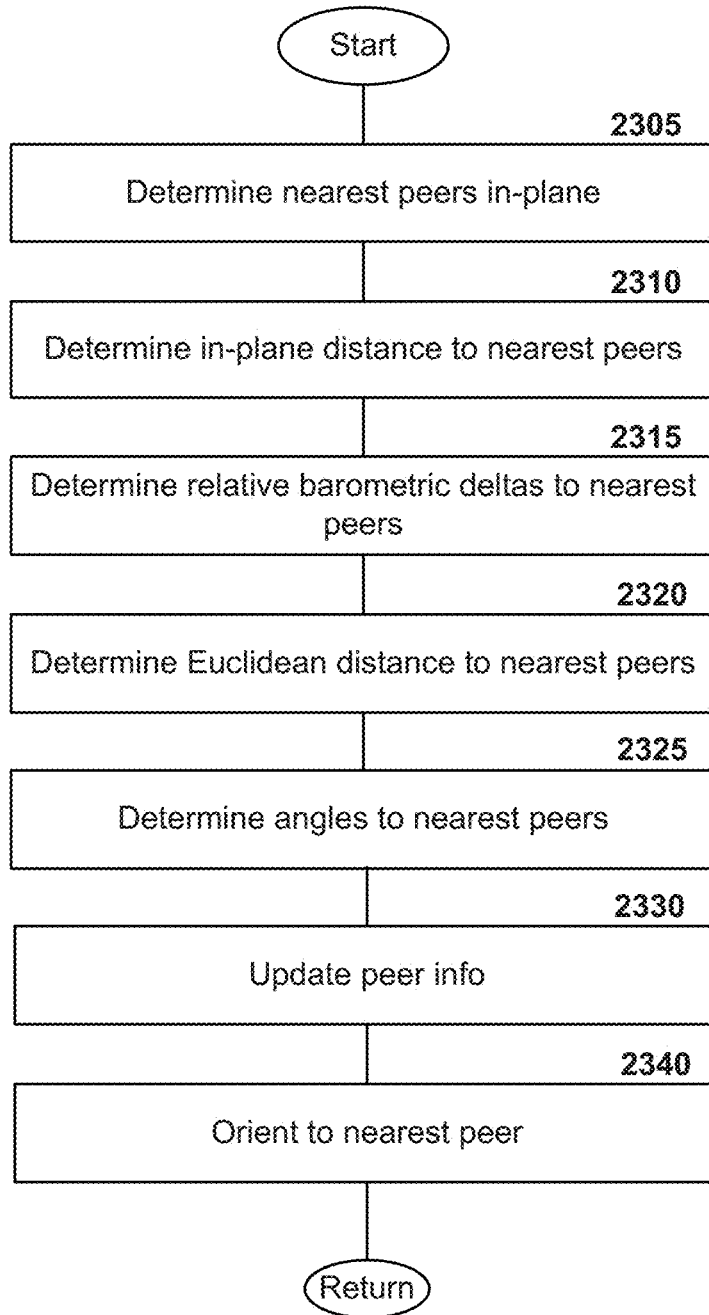 Start
2305
Determine nearest peers in-plane
2310
Determine in-plane distance to nearest peers
2315
Determine relative barometric deltas to nearest
peers
2320
Determine Euclidean distance to nearest peers
2325
Determine angles to nearest peers
2330
Update peer info
2340
Orient to nearest peer
Return